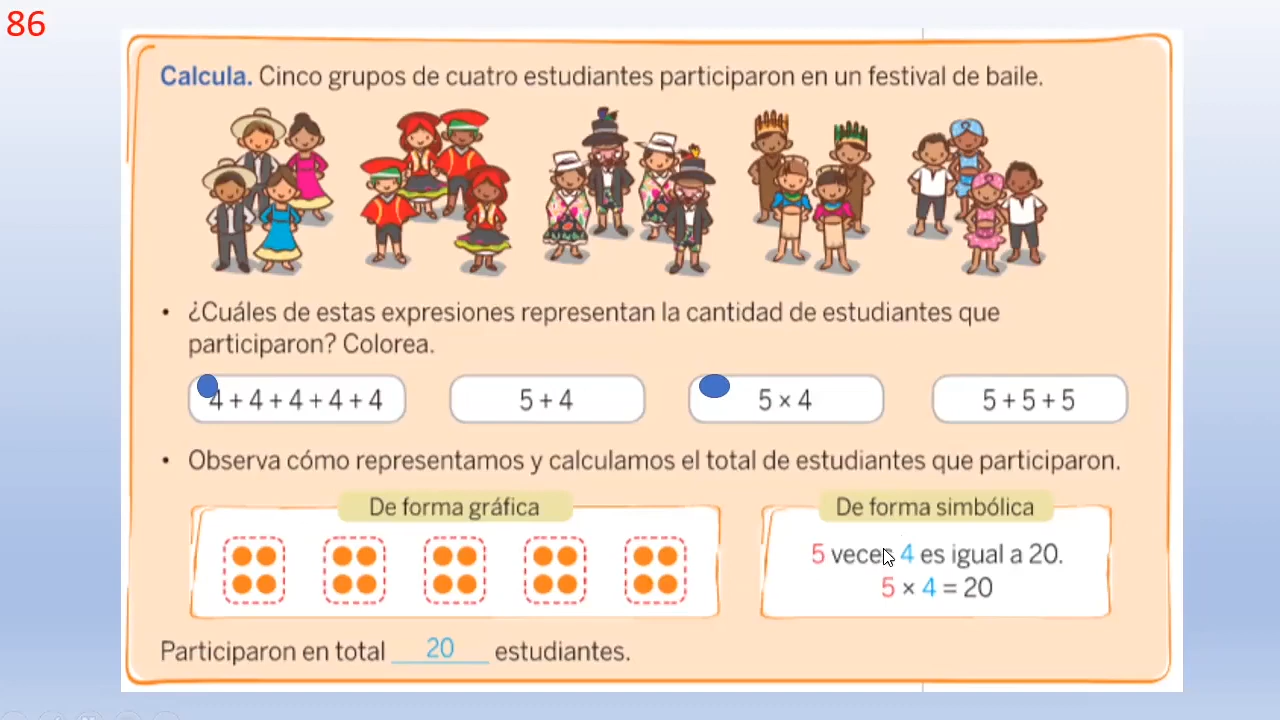 86
Calcula. Cinco grupos de cuatro estudiantes participaron en un festival de baile.
• ¿Cuáles de estas expresiones representan la cantidad de estudiantes que
participaron? Colorea.
4 + 4 + 4 + 4 + 4
5 + 4
5 × 4
5 + 5 + 5
• Observa cómo representamos y calculamos el total de estudiantes que participaron.
De forma gráfica
De forma simbólica
5 veces 4 es igual a 20.
5 × 4 = 20
Participaron en total 20 estudiantes.